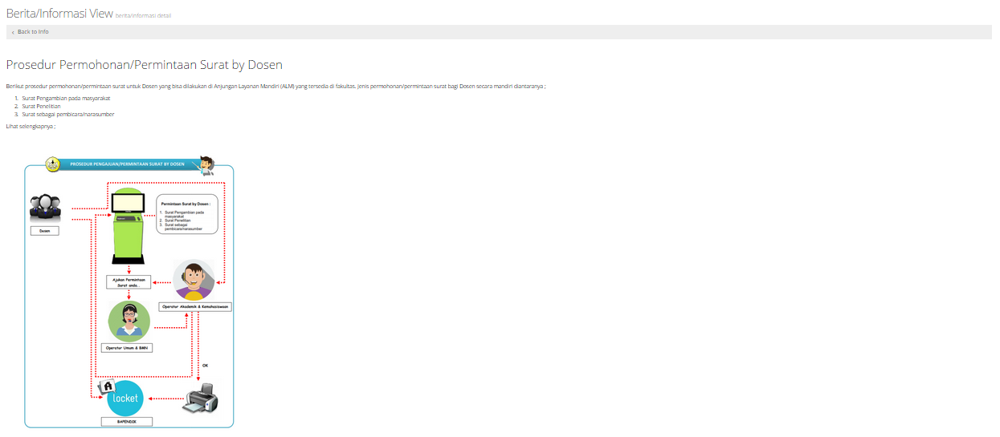 Berita/Informasi View berita/informasi detail
‹ Back to Info
Prosedur Permohonan/Permintaan Surat by Dosen
Berikut prosedur permohonan/permintaan surat untuk Dosen yang bisa dilakukan di Anjungan Layanan Mandiri (ALM) yang tersedia di fakultas. Jenis permohonan/permintaan surat bagi Dosen secara mandiri diantaranya ;
1. Surat Pengambian pada masyarakat
2. Surat Penelitian
3. Surat sebagai pembicara/narasumber
Lihat selengkapnya ;
PROSEDUR PENGAJUAN/PERMINTAAN SURAT BY DOSEN
Dosen
Permintaan Surat by Dosen :
1. Surat Pengambian pada
masyarakat
2. Surat Penelitian
3. Surat sebagai
pembicara/narasumber
Ajukan Permintaan
Surat anda..
Operator Akademik & Kemahasiswaan
Operator Umum & BMN
OK
A
locket
BAPENDIK